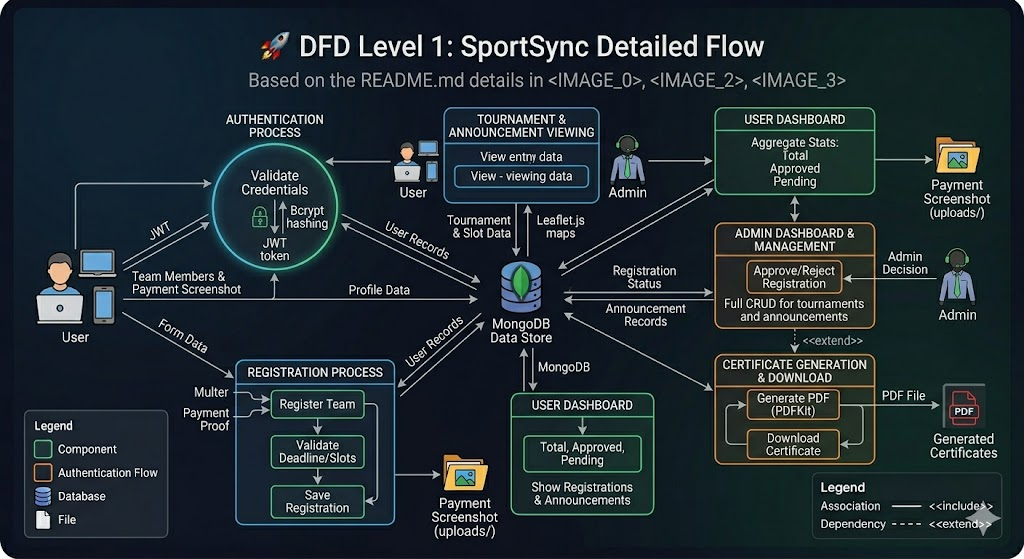 DFD Level 1: SportSync Detailed Flow
Based on the README.md details in <IMAGE_0>, <IMAGE_2>, <IMAGE_3>
AUTHENTICATION
PROCESS
Validate
Credentials
Bcrypt
hashing
JWT
token
User
TOURNAMENT &
ANNOUNCEMENT VIEWING
View entry data
View - viewing data
Admin
USER DASHBOARD
Aggregate Stats:
Total
Approved
Pending
Payment
Screenshot
(uploads/)
JWT
Team Members &
Payment Screenshot
User Records
Tournament
& Slot Data
Leaflet.js
maps
ADMIN DASHBOARD &
MANAGEMENT
Approve/Reject
Registration
Full CRUD for tournaments
and announcements
Admin
Decision
Admin
User
Profile Data
MongoDB
Data Store
Registration
Status
Announcement
Records
<<extend>>
Form Data
User Records
MongoDB
REGISTRATION PROCESS
Multer
Payment
Proof
Register Team
Validate
Deadline/Slots
Save
Registration
Payment
Screenshot
(uploads/)
USER DASHBOARD
Total, Approved,
Pending
Show Registrations
& Announcements
CERTIFICATE GENERATION
& DOWNLOAD
Generate PDF
(PDFKit)
Download
Certificate
PDF File
PDF
Generated
Certificates
Legend
Component
Authentication Flow
Database
File
Legend
Association
<<include>>
Dependency
<<extend>>